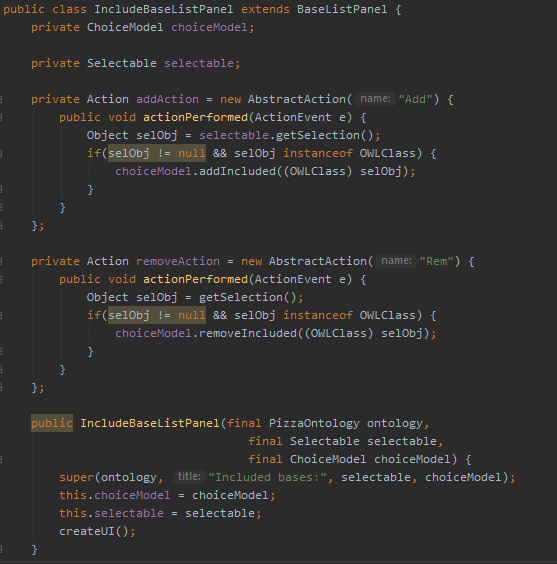 public class IncludeBaseListPanel extends BaseListPanel {
    private ChoiceModel choiceModel;
    private Selectable selectable;
    private Action addAction = new AbstractAction( name: "Add") {
        public void actionPerformed(ActionEvent e) {
            Object selObj = selectable.getSelection();
            if(selObj != null && selObj instanceof OWLClass) {
                choiceModel.addIncluded((OWLClass) selObj);
            }
        }
    };
    private Action removeAction = new AbstractAction( name: "Rem") {
        public void actionPerformed(ActionEvent e) {
            Object selObj = getSelection();
            if(selObj != null && selObj instanceof OWLClass) {
                choiceModel.removeIncluded((OWLClass) selObj);
            }
        }
    };
    public IncludeBaseListPanel(final PizzaOntology ontology,
                                final Selectable selectable,
                                final ChoiceModel choiceModel) {
        super(ontology, title: "Included bases:", selectable, choiceModel);
        this.choiceModel = choiceModel;
        this.selectable = selectable;
        createUI();
    }